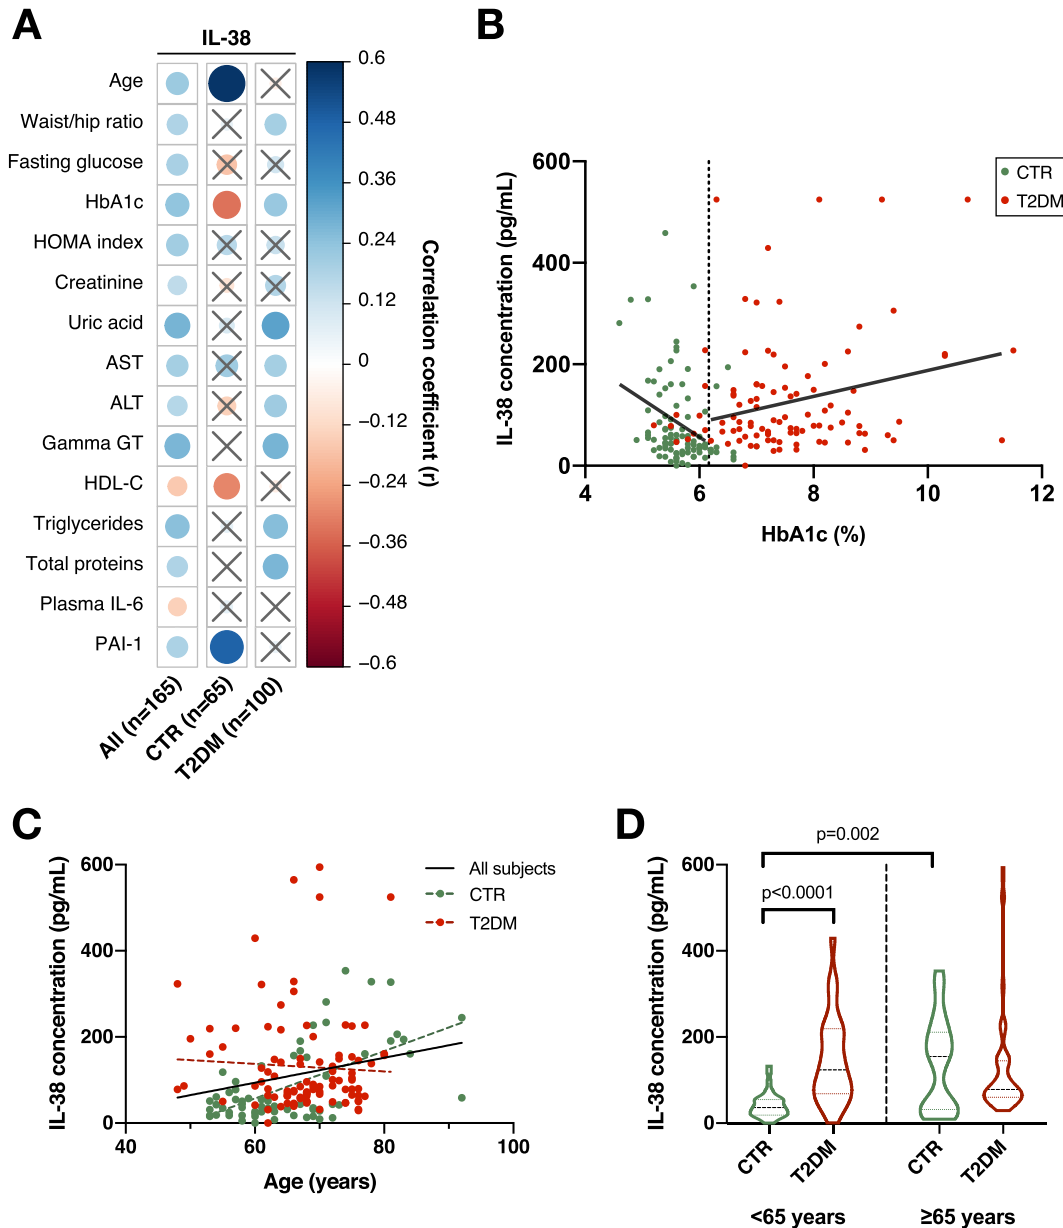 A
IL-38
Age
Waist/hip ratio
Fasting glucose
HbA1c
HOMA index
Creatinine
Uric acid
AST
ALT
Gamma GT
HDL-C
Triglycerides
Total proteins
Plasma IL-6
PAI-1
All (n=165)
CTR (n=65)
T2DM (n=100)
0.6
0.48
0.36
0.24
0.12
0
−0.12
−0.24
−0.36
−0.48
−0.6
Correlation coefficient (r)
B
IL-38 concentration (pg/mL)
600
400
200
0
4
6
8
10
12
HbA1c (%)
CTR
T2DM
C
IL-38 concentration (pg/mL)
600
400
200
0
40
60
80
100
Age (years)
All subjects
CTR
T2DM
D
IL-38 concentration (pg/mL)
600
400
200
0
p=0.002
p<0.0001
CTR
T2DM
CTR
T2DM
<65 years
≥65 years